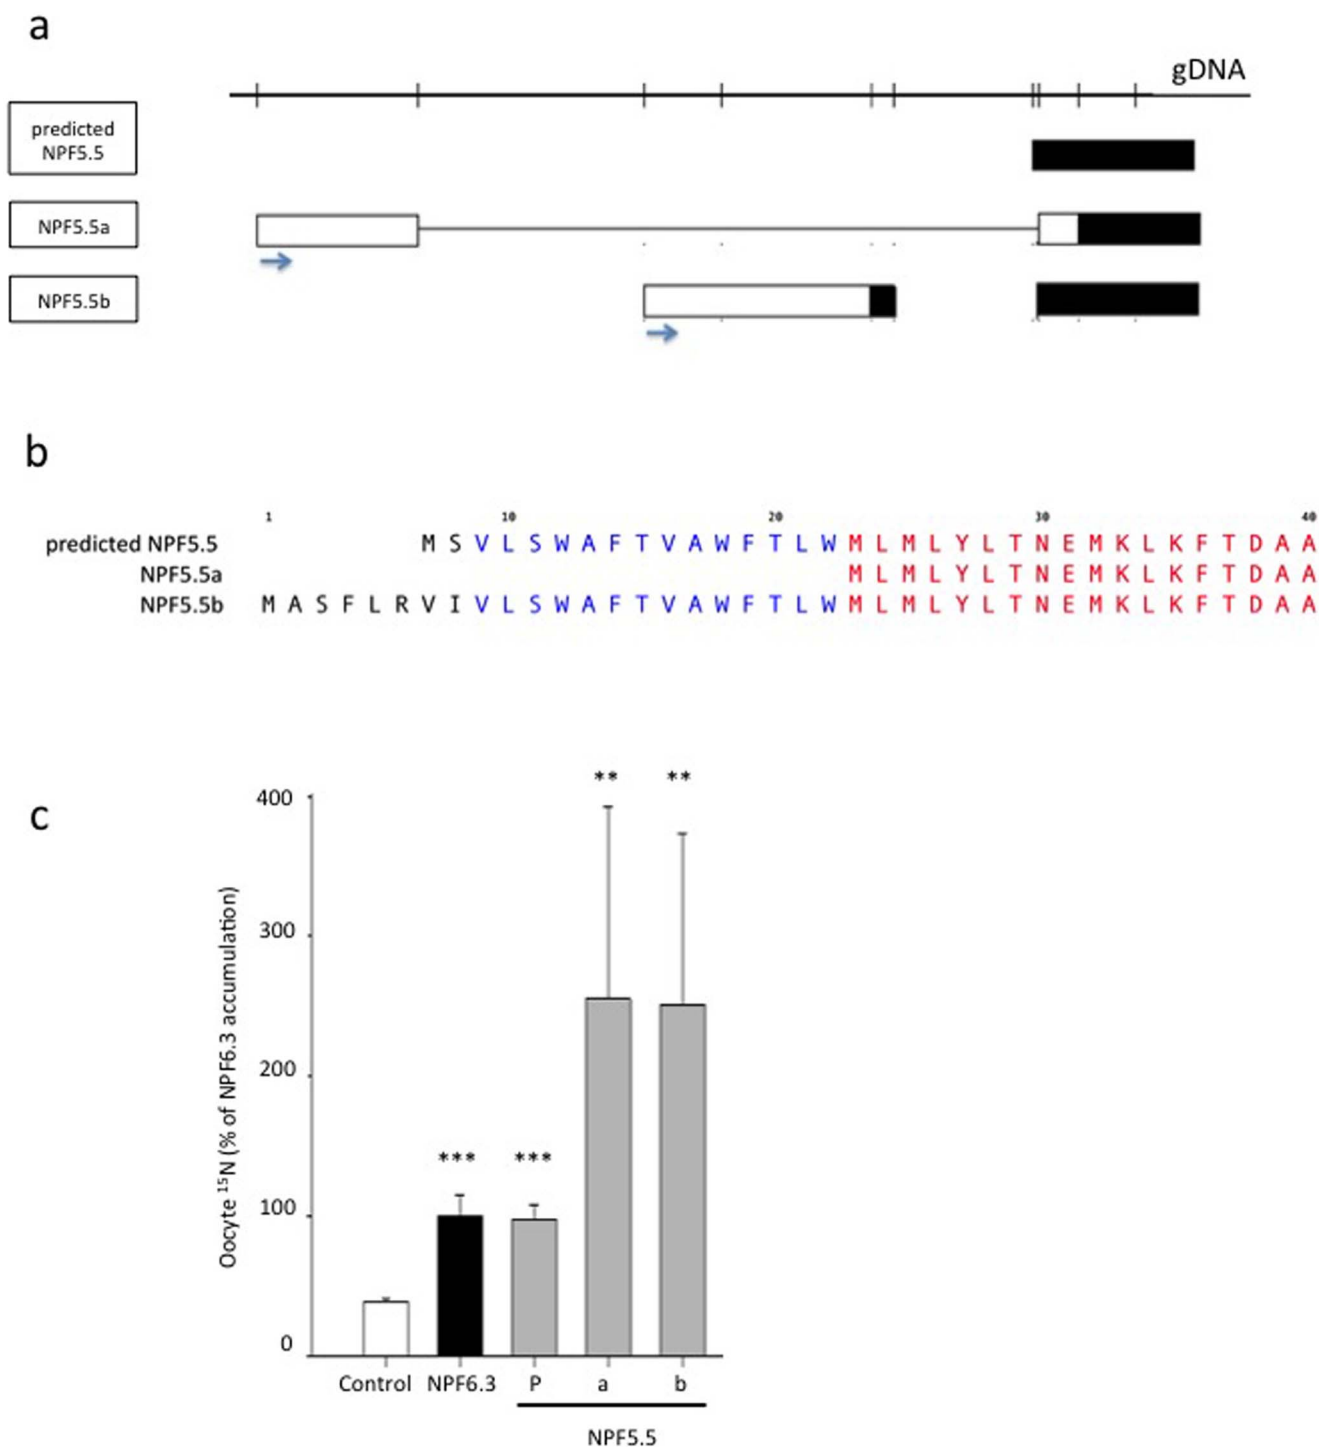 a
gDNA
predicted
NPF5.5
NPF5.5a
NPF5.5b
b
1 10 20 30 40
predicted NPF5.5 M S V L S W A F T V A W F T L W M L M L Y L T N E M K L K F T D A A
NPF5.5a M L M L Y L T N E M K L K F T D A A
NPF5.5b M A S F L R V I V L S W A F T V A W F T L W M L M L Y L T N E M K L K F T D A A
c
Oocyte ¹⁵N (% of NPF6.3 accumulation)
** **
400
300
200
*** ***
100
0
Control NPF6.3 P a b
NPF5.5